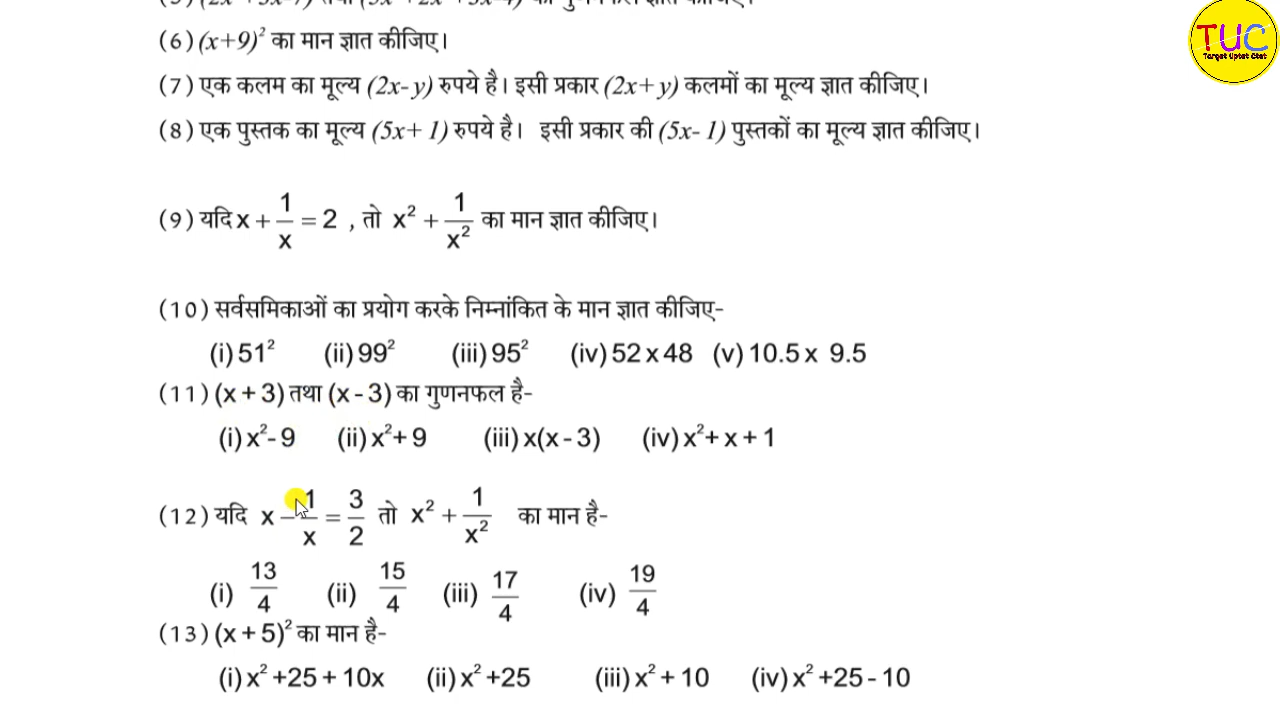 TUC
Target Uptet Ctet
(6) (x+9)² का मान ज्ञात कीजिए।
(7) एक कलम का मूल्य (2x- y) रुपये है। इसी प्रकार (2x+ y) कलमों का मूल्य ज्ञात कीजिए।
(8) एक पुस्तक का मूल्य (5x+ 1) रुपये है। इसी प्रकार की (5x- 1) पुस्तकों का मूल्य ज्ञात कीजिए।
(9) यदि x + 1/x = 2 , तो x² + 1/x² का मान ज्ञात कीजिए।
(10) सर्वसमिकाओं का प्रयोग करके निम्नांकित के मान ज्ञात कीजिए-
(i) 51² (ii) 99² (iii) 95² (iv) 52 x 48 (v) 10.5 x 9.5
(11) (x + 3) तथा (x - 3) का गुणनफल है-
(i) x² - 9 (ii) x² + 9 (iii) x(x - 3) (iv) x² + x + 1
(12) यदि x - 1/x = 3/2 तो x² + 1/x² का मान है-
(i) 13/4 (ii) 15/4 (iii) 17/4 (iv) 19/4
(13) (x + 5)² का मान है-
(i) x² +25 + 10x (ii) x² +25 (iii) x² + 10 (iv) x² +25 - 10